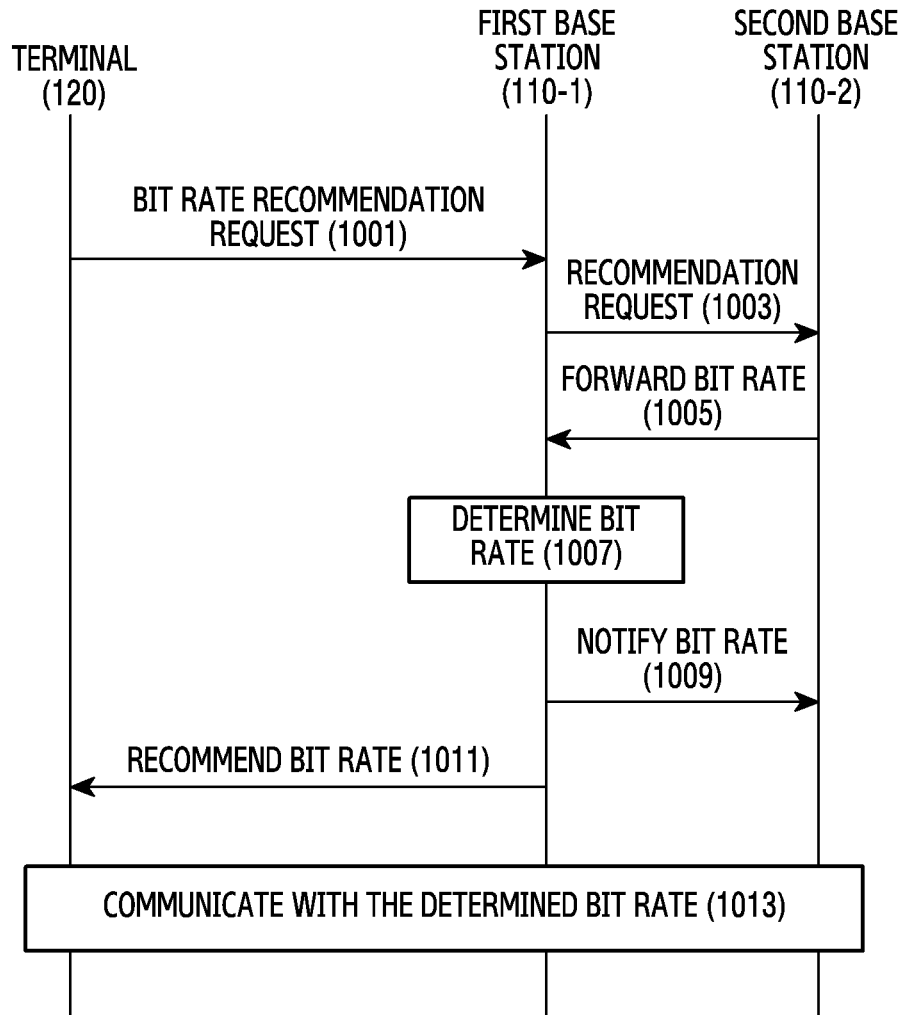 TERMINAL
(120)
FIRST BASE
STATION
(110-1)
SECOND BASE
STATION
(110-2)
BIT RATE RECOMMENDATION
REQUEST (1001)
RECOMMENDATION
REQUEST (1003)
FORWARD BIT RATE
(1005)
DETERMINE BIT
RATE (1007)
NOTIFY BIT RATE
(1009)
RECOMMEND BIT RATE (1011)
COMMUNICATE WITH THE DETERMINED BIT RATE (1013)